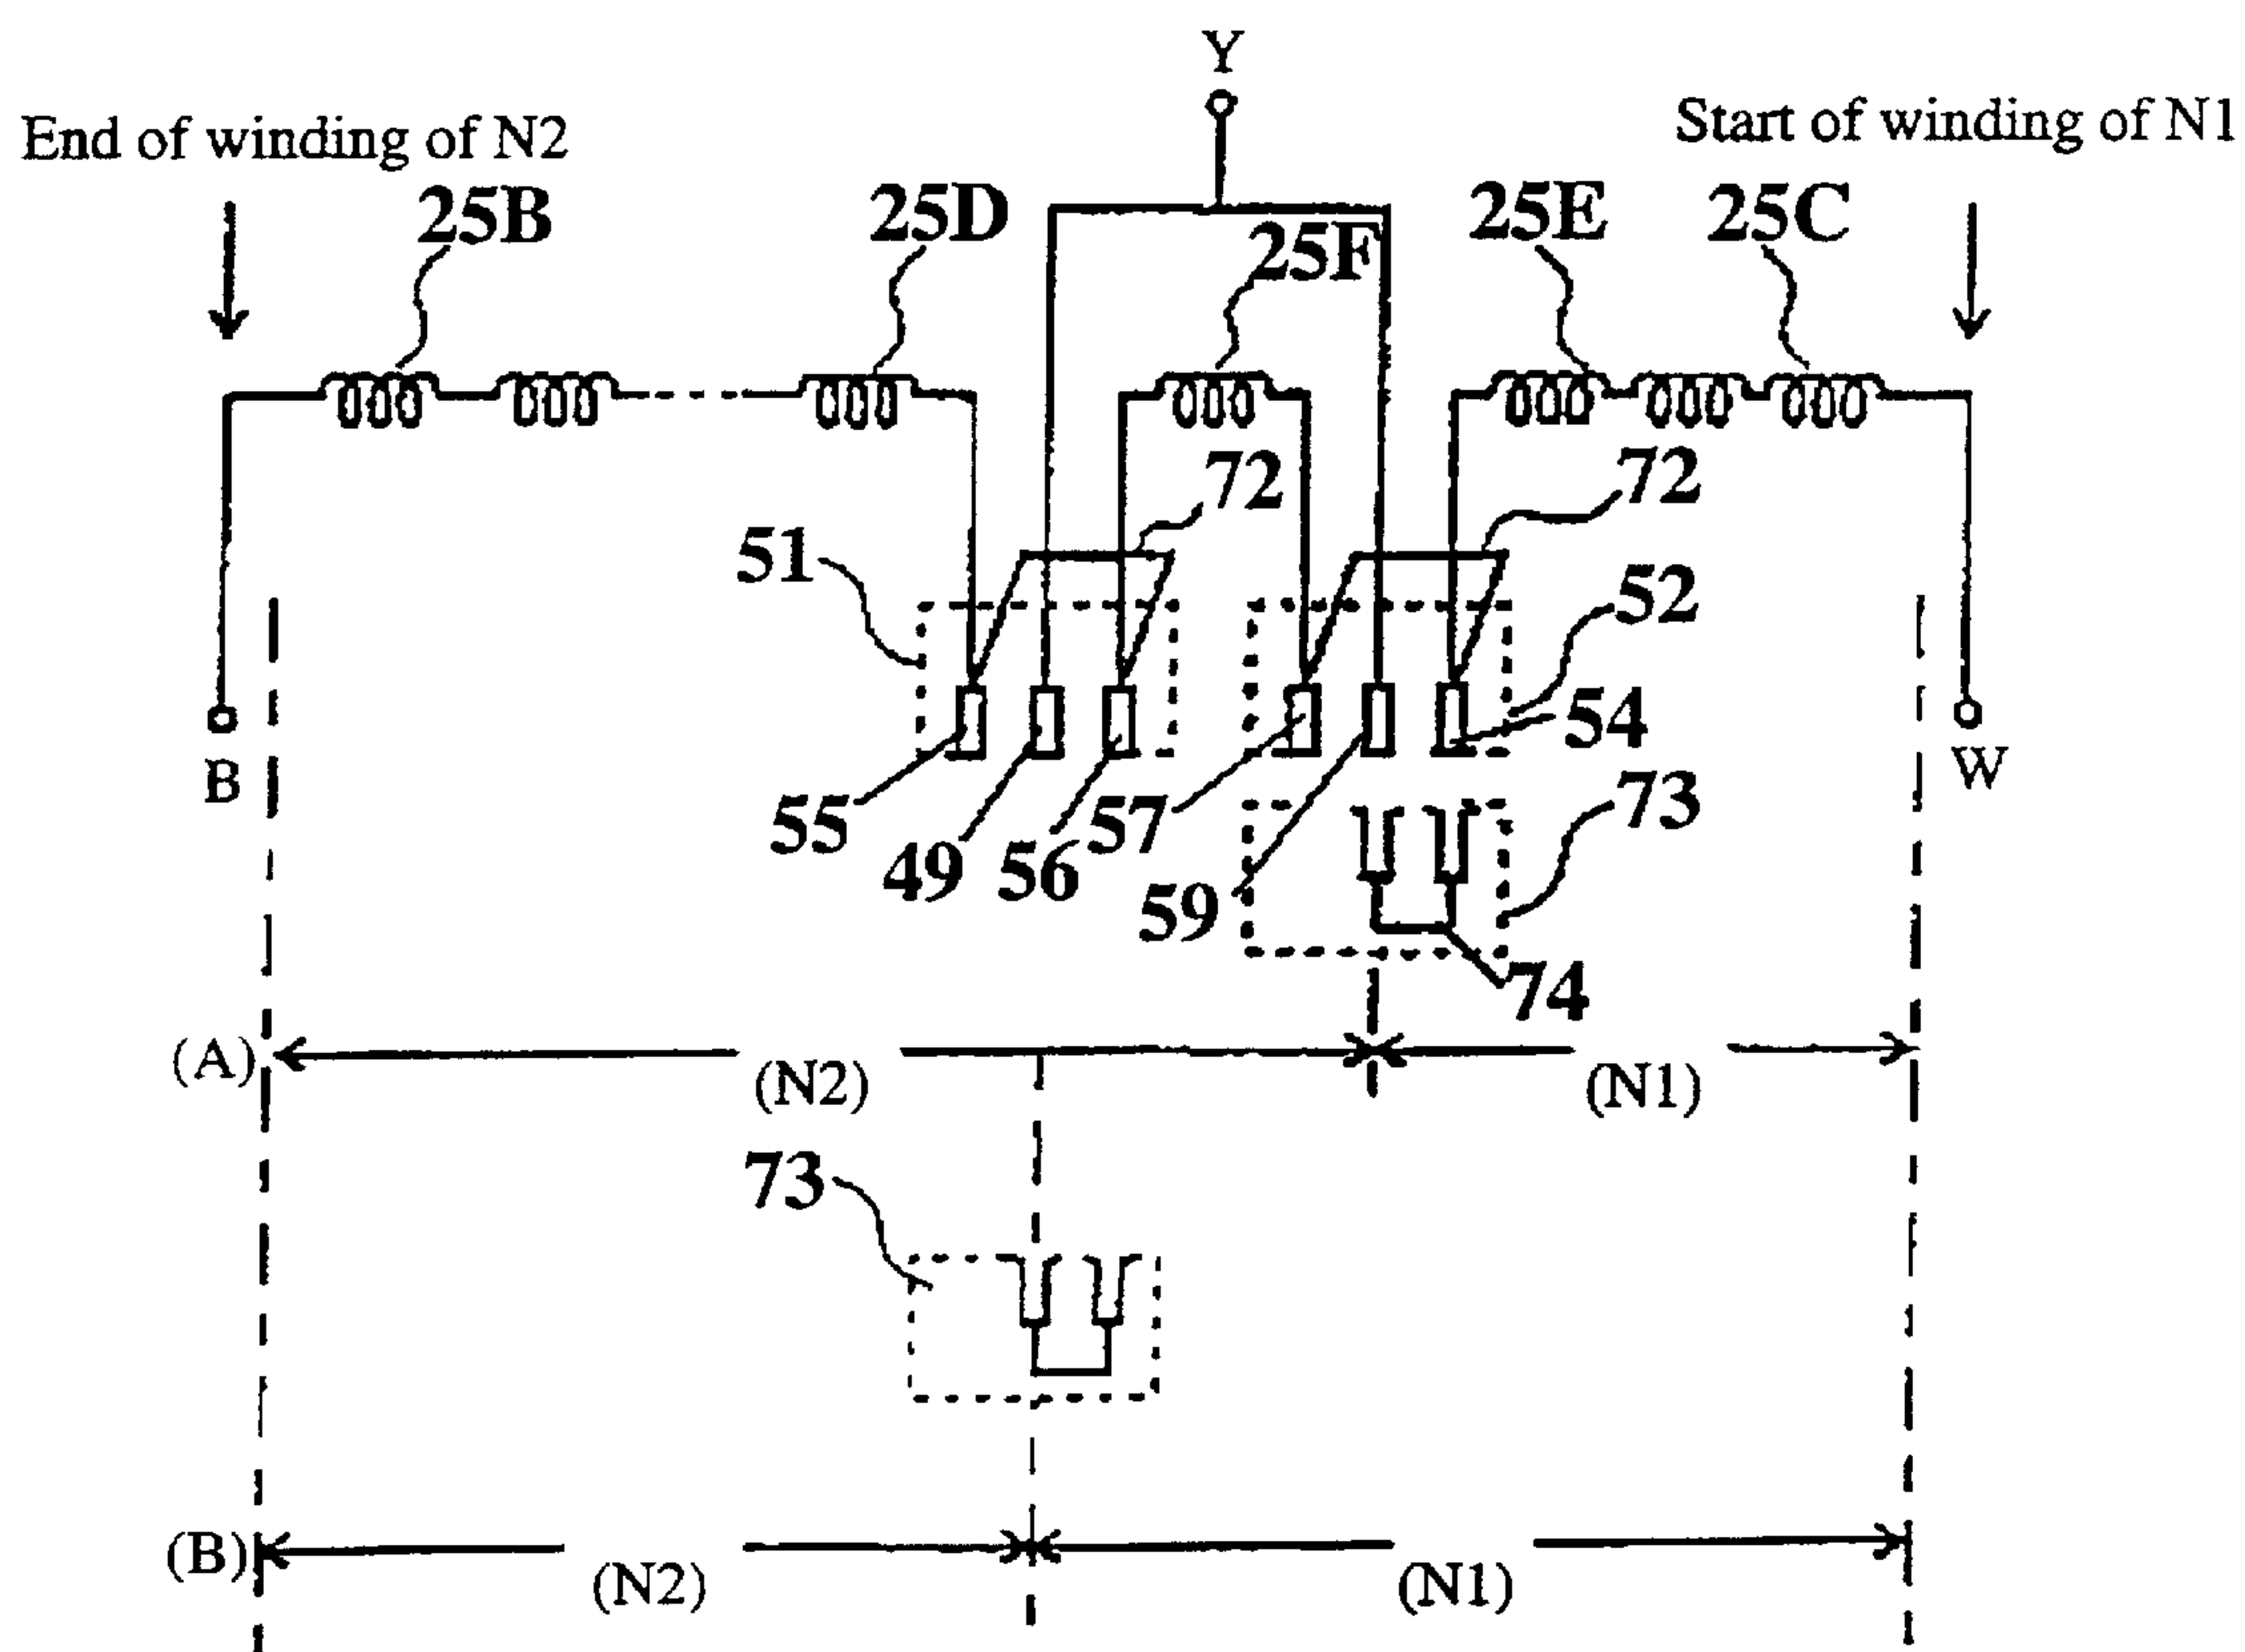 Y
End of winding of N2
Start of winding of N1
25B
25D
25F
25E
25C
72
72
51
52
54
B
W
55
49
56
57
59
73
74
(A)
(N2)
(N1)
73
(B)
(N2)
(N1)